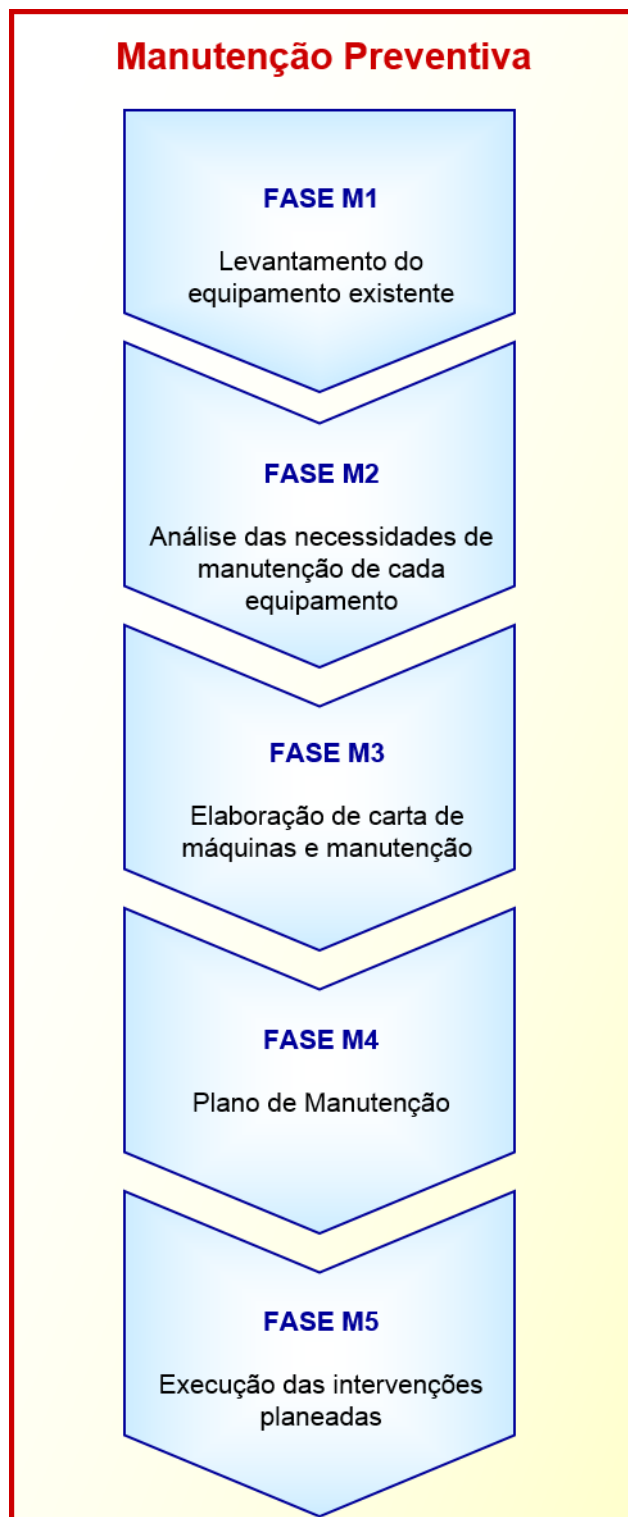 Manutenção Preventiva
FASE M1
Levantamento do
equipamento existente
FASE M2
Análise das necessidades de
manutenção de cada
equipamento
FASE M3
Elaboração de carta de
máquinas e manutenção
FASE M4
Plano de Manutenção
FASE M5
Execução das intervenções
planeadas